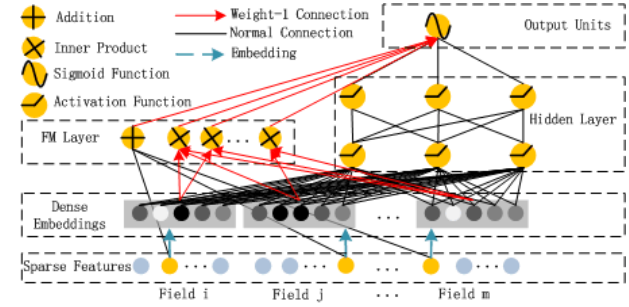 Addition
Inner Product
Sigmoid Function
Activation Function
Weight-1 Connection
Normal Connection
Embedding
Output Units
Hidden Layer
FM Layer
...
Dense
Embeddings
...
Sparse Features
... ... ... ...
Field i Field j ... Field m